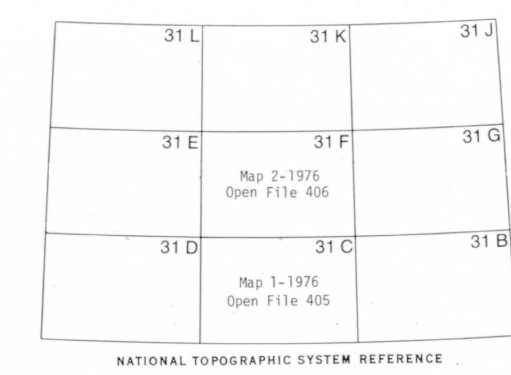 31 L
31 K
31 J
31 E
31 F
31 G
Map 2-1976
Open File 406
31 D
31 C
31 B
Map 1-1976
Open File 405
NATIONAL TOPOGRAPHIC SYSTEM REFERENCE